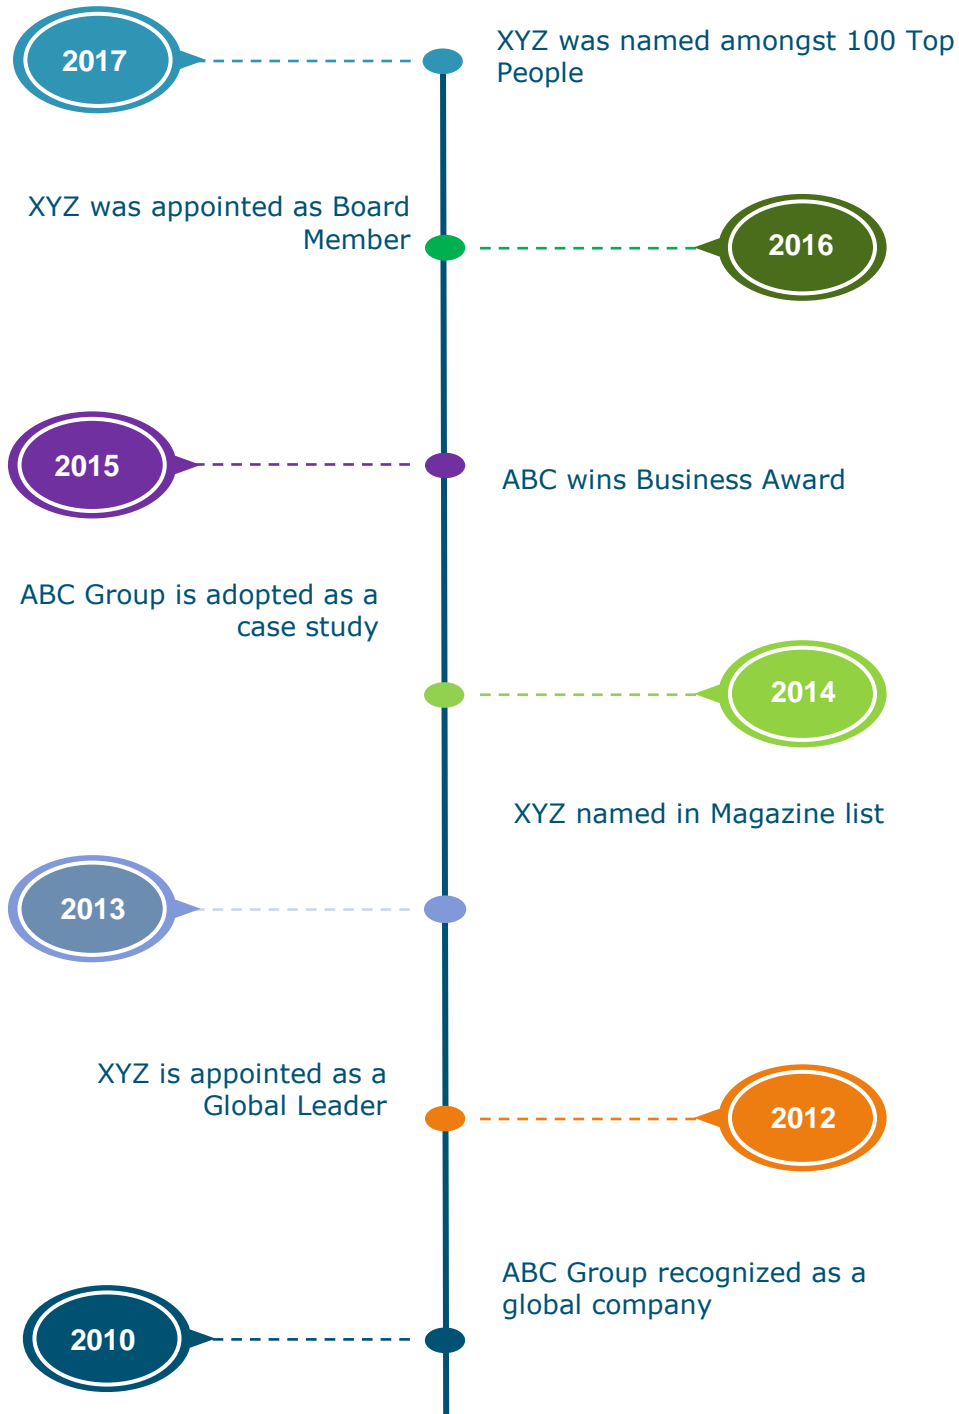 2017
XYZ was named amongst 100 Top
People
XYZ was appointed as Board
Member
2016
2015
ABC wins Business Award
ABC Group is adopted as a
case study
2014
XYZ named in Magazine list
2013
XYZ is appointed as a
Global Leader
2012
ABC Group recognized as a
global company
2010